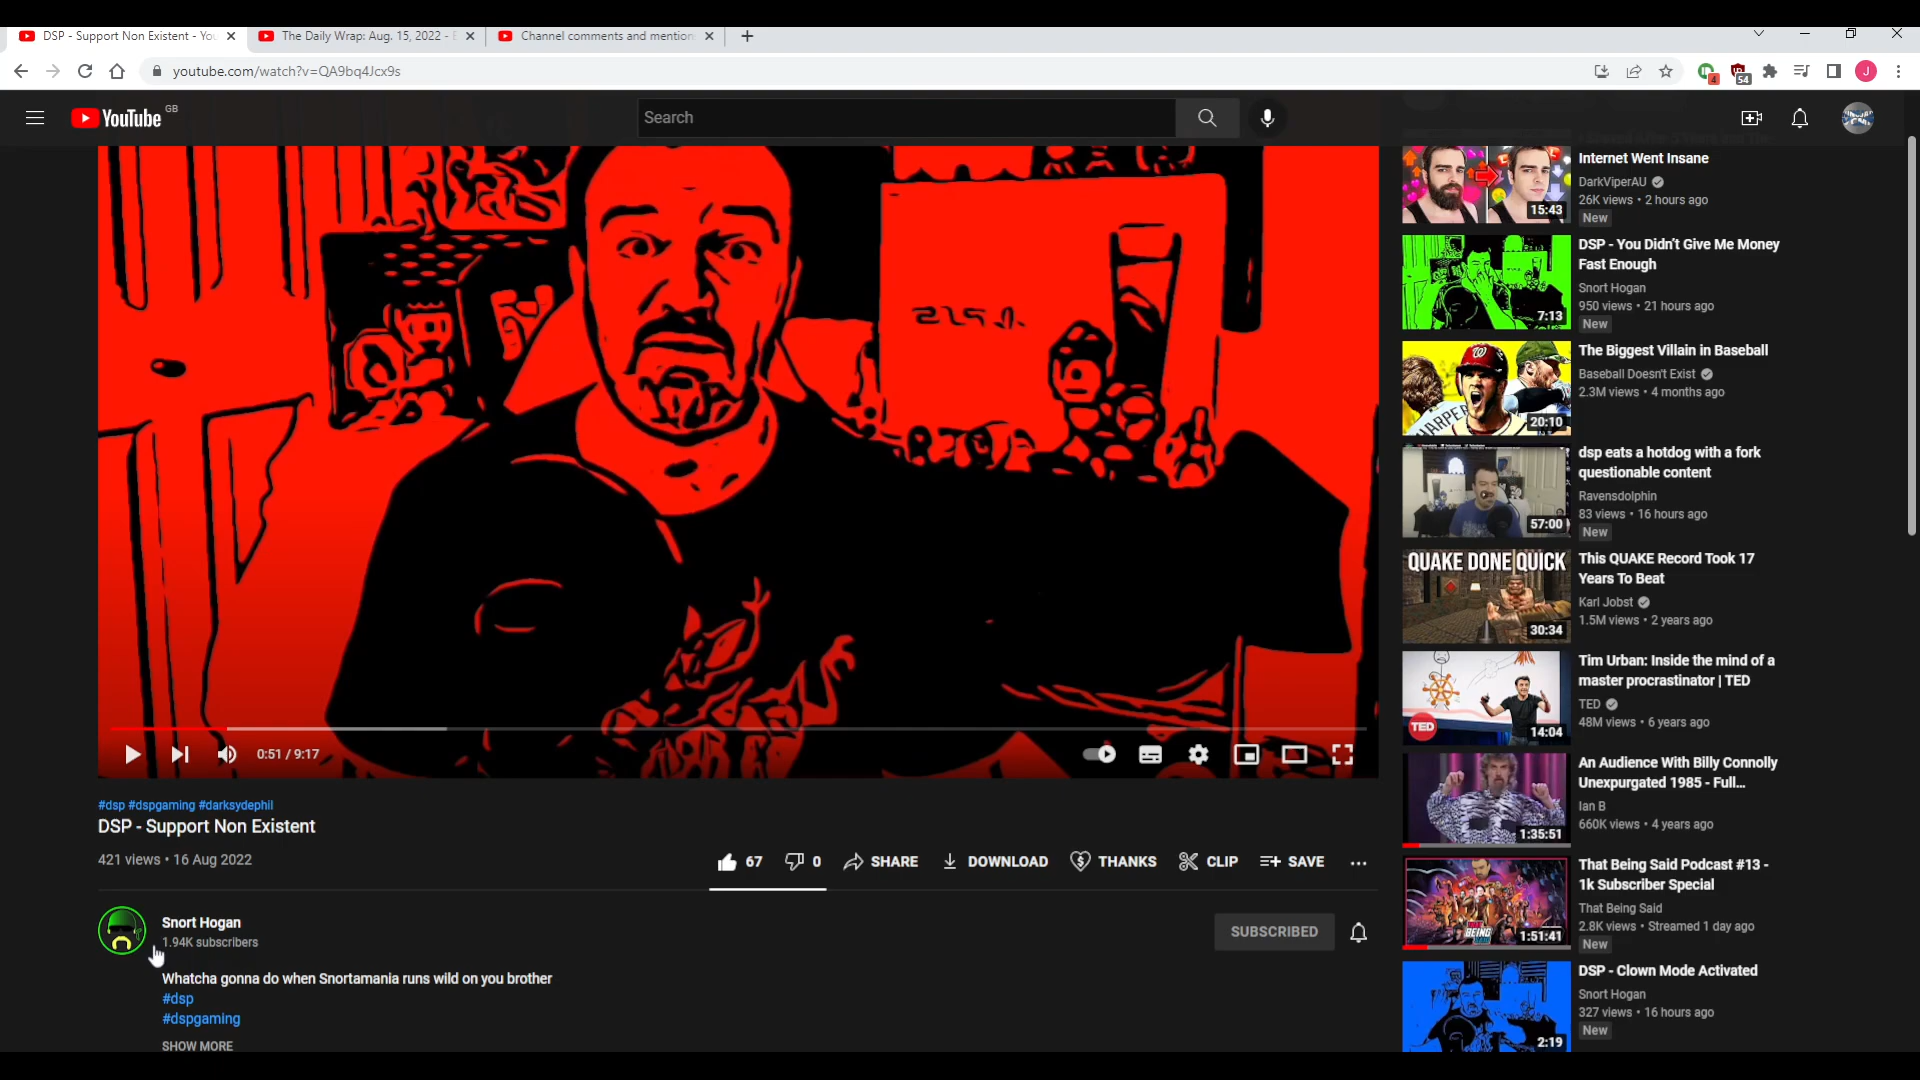 DSP - Support Non Existent - You
The Daily Wrap: Aug. 15, 2022 -
Channel comments and mention
youtube.com/watch?v=QA9bq4Jcx9s
4
54
J
YouTube GB
Search
Internet Went Insane
DarkViperAU
26K views • 2 hours ago
New
15:43
DSP - You Didn't Give Me Money
Fast Enough
Snort Hogan
950 views • 21 hours ago
New
7:13
The Biggest Villain in Baseball
Baseball Doesn't Exist
2.3M views • 4 months ago
W
HARPER
20:10
dsp eats a hotdog with a fork
questionable content
Ravensdolphin
83 views • 16 hours ago
New
57:00
QUAKE DONE QUICK
This QUAKE Record Took 17
Years To Beat
Karl Jobst
1.5M views • 2 years ago
30:34
Tim Urban: Inside the mind of a
master procrastinator | TED
TED
48M views • 6 years ago
TED
14:04
An Audience With Billy Connolly
Unexpurgated 1985 - Full...
Ian B
660K views • 4 years ago
1:35:51
That Being Said Podcast #13 -
1k Subscriber Special
That Being Said
2.8K views • Streamed 1 day ago
New
BEING
1:51:41
DSP - Clown Mode Activated
Snort Hogan
327 views • 16 hours ago
New
2:19
0:51 / 9:17
#dsp #dspgaming #darksydephil
DSP - Support Non Existent
421 views • 16 Aug 2022
67
0
SHARE
DOWNLOAD
THANKS
CLIP
SAVE
Snort Hogan
1.94K subscribers
SUBSCRIBED
Whatcha gonna do when Snortamania runs wild on you brother
#dsp
#dspgaming
SHOW MORE